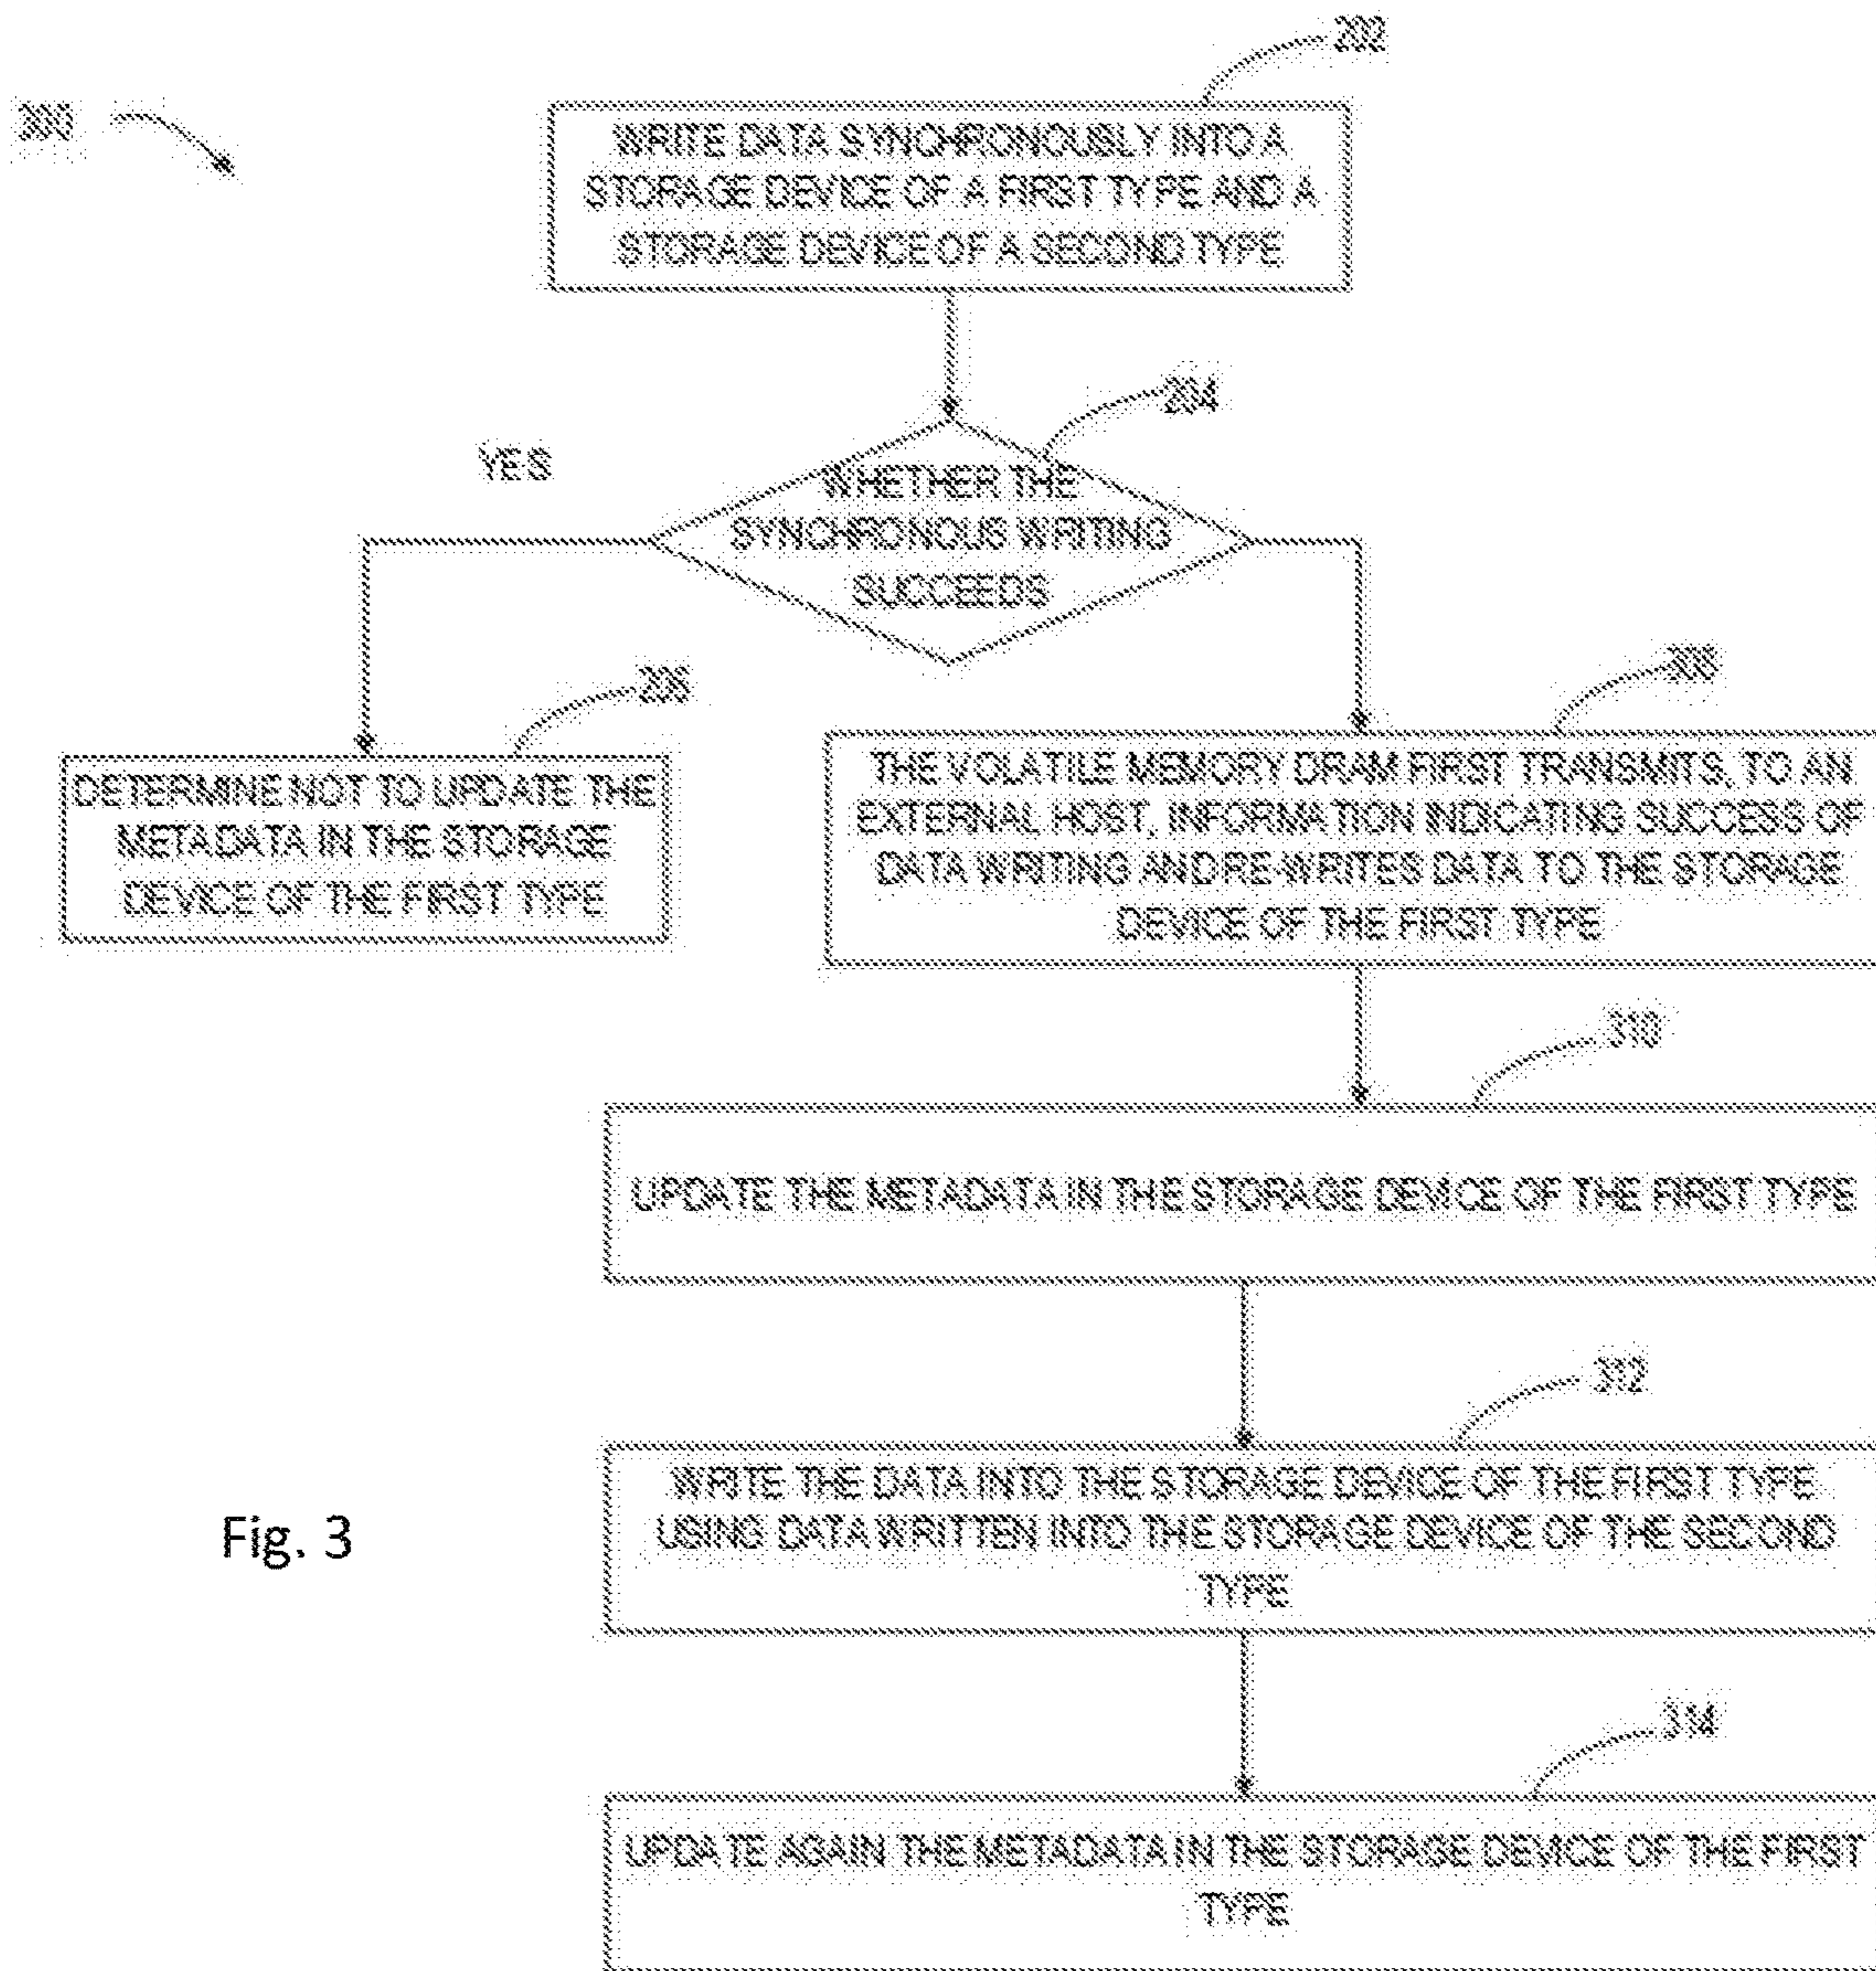 202
300
WRITE DATA SYNCHRONOUSLY INTO A
STORAGE DEVICE OF A FIRST TYPE AND A
STORAGE DEVICE OF A SECOND TYPE
204
YES
WHETHER THE
SYNCHRONOUS WRITING
SUCCEEDS
206
308
DETERMINE NOT TO UPDATE THE
METADATA IN THE STORAGE
DEVICE OF THE FIRST TYPE
THE VOLATILE MEMORY DRAM FIRST TRANSMITS, TO AN
EXTERNAL HOST, INFORMATION INDICATING SUCCESS OF
DATA WRITING AND RE-WRITES DATA TO THE STORAGE
DEVICE OF THE FIRST TYPE
310
UPDATE THE METADATA IN THE STORAGE DEVICE OF THE FIRST TYPE
312
WRITE THE DATA INTO THE STORAGE DEVICE OF THE FIRST TYPE
USING DATA WRITTEN INTO THE STORAGE DEVICE OF THE SECOND
TYPE
Fig. 3
314
UPDATE AGAIN THE METADATA IN THE STORAGE DEVICE OF THE FIRST
TYPE